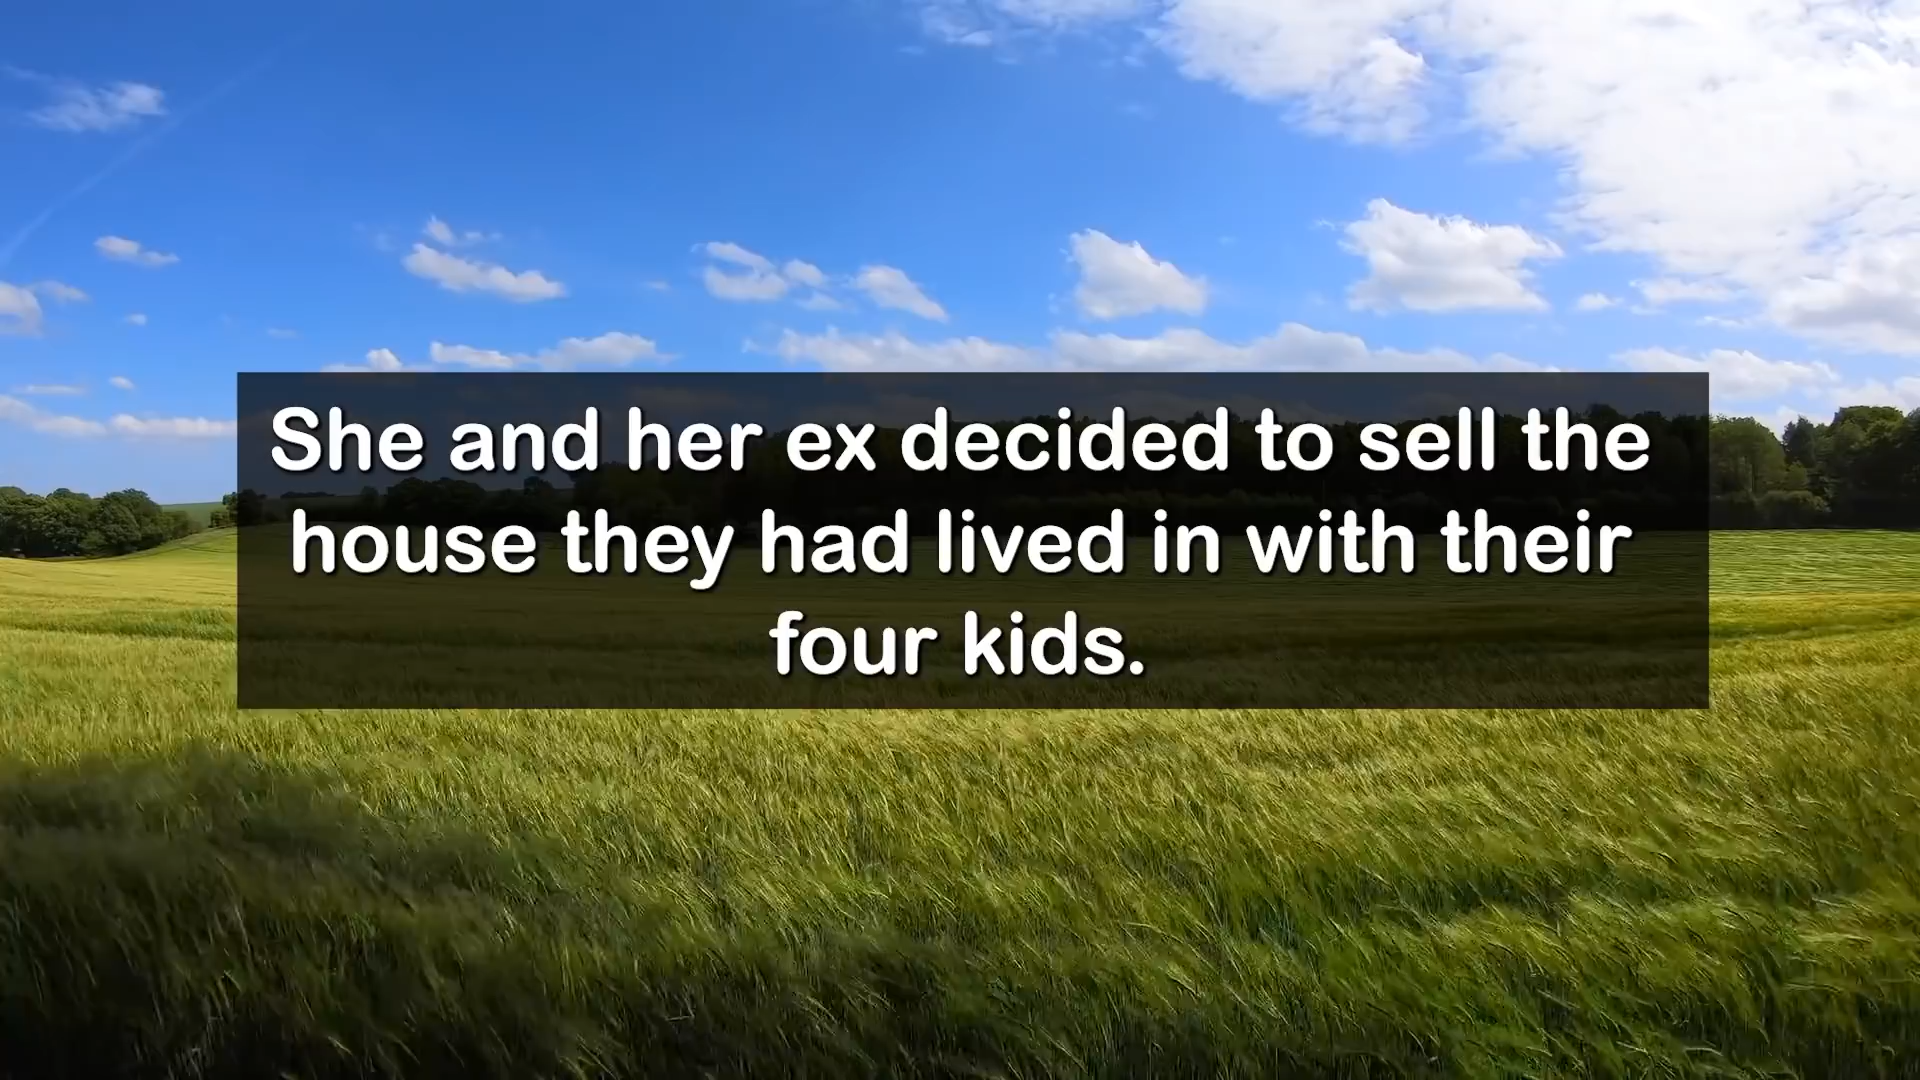 She and her ex decided to sell the
house they had lived in with their
four kids.